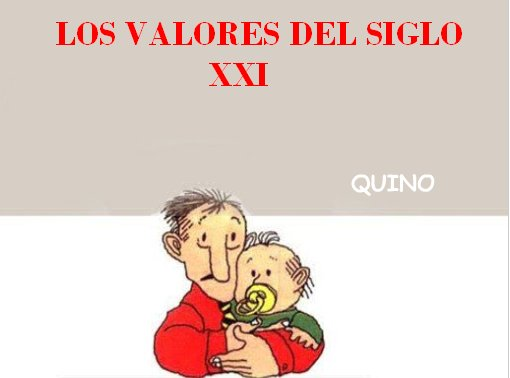 LOS VALORES DEL SIGLO
XXI
QUINO